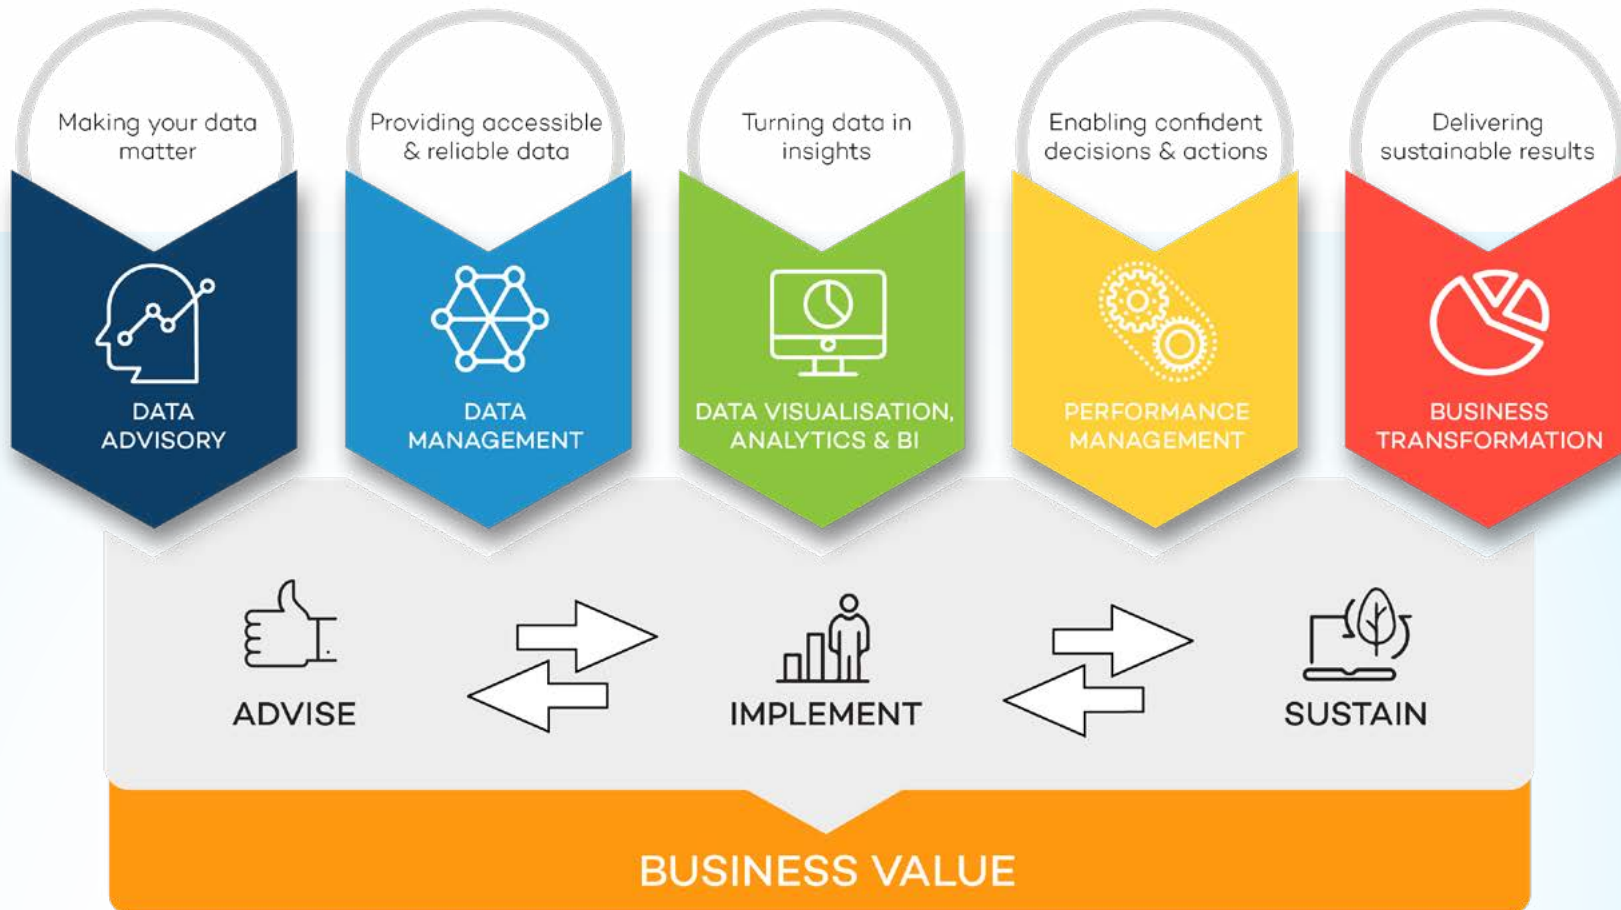 Making your data
matter
Providing accessible
& reliable data
Turning data in
insights
Enabling confident
decisions & actions
Delivering
sustainable results
DATA
ADVISORY
DATA
MANAGEMENT
DATA VISUALISATION,
ANALYTICS & BI
PERFORMANCE
MANAGEMENT
BUSINESS
TRANSFORMATION
ADVISE
IMPLEMENT
SUSTAIN
BUSINESS VALUE